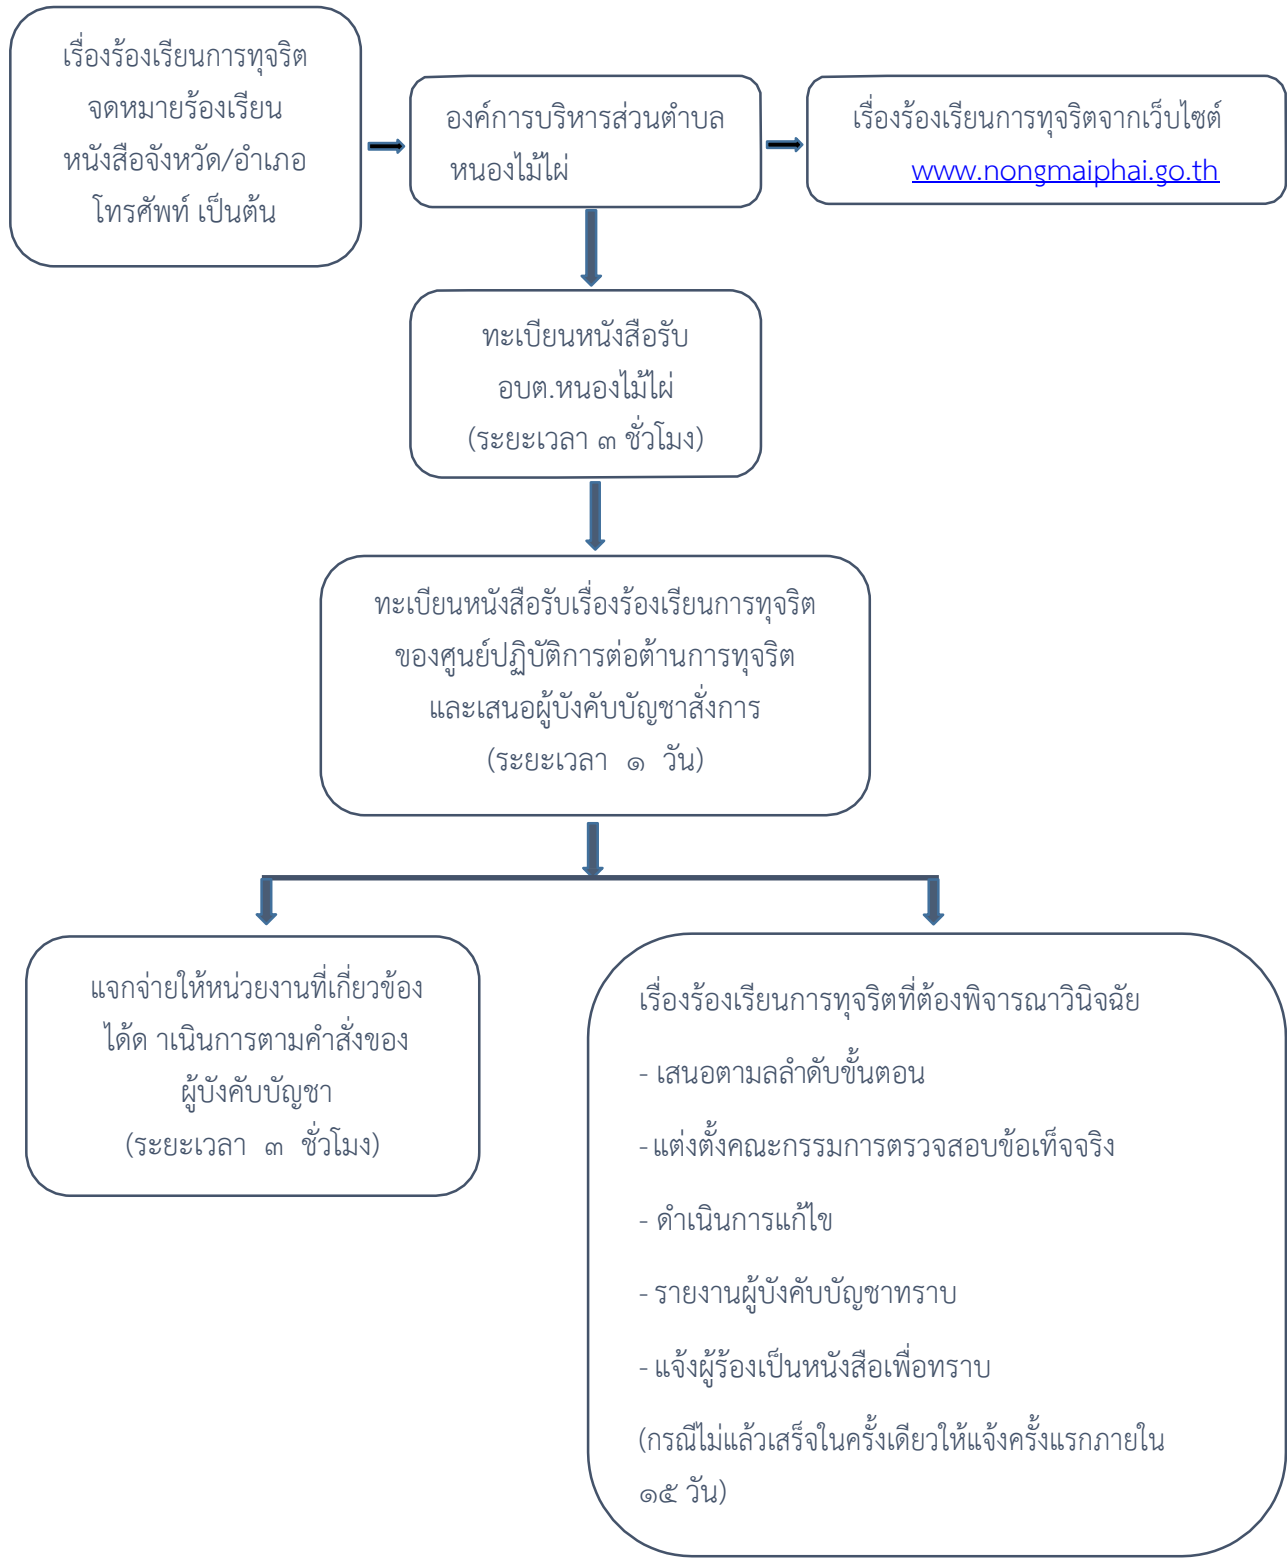 เรื่องร้องเรียนการทุจริต
จดหมายร้องเรียน
หนังสือจังหวัด/อำเภอ
โทรศัพท์ เป็นต้น
องค์การบริหารส่วนตำบล
หนองไม้ไผ่
เรื่องร้องเรียนการทุจริตจากเว็บไซต์
www.nongmaiphai.go.th
ทะเบียนหนังสือรับ
อบต.หนองไม้ไผ่
(ระยะเวลา ๓ ชั่วโมง)
ทะเบียนหนังสือรับเรื่องร้องเรียนการทุจริต
ของศูนย์ปฏิบัติการต่อต้านการทุจริต
และเสนอผู้บังคับบัญชาสั่งการ
(ระยะเวลา ๑ วัน)
แจกจ่ายให้หน่วยงานที่เกี่ยวข้อง
ได้ด าเนินการตามคำสั่งของ
ผู้บังคับบัญชา
(ระยะเวลา ๓ ชั่วโมง)
เรื่องร้องเรียนการทุจริตที่ต้องพิจารณาวินิจฉัย
- เสนอตามลลำดับขั้นตอน
- แต่งตั้งคณะกรรมการตรวจสอบข้อเท็จจริง
- ดำเนินการแก้ไข
- รายงานผู้บังคับบัญชาทราบ
- แจ้งผู้ร้องเป็นหนังสือเพื่อทราบ
(กรณีไม่แล้วเสร็จในครั้งเดียวให้แจ้งครั้งแรกภายใน
๑๕ วัน)